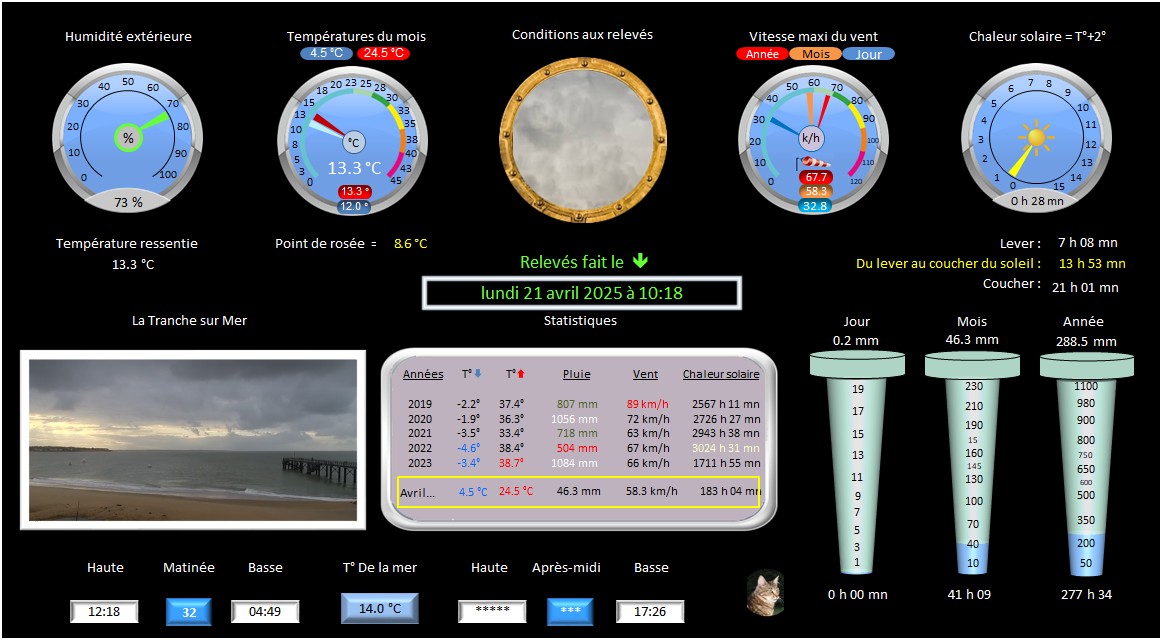 Humidité extérieure
Températures du mois
Conditions aux relevés
Vitesse maxi du vent
Chaleur solaire = T°+2°
4.5 °C 24.5 °C
Année Mois Jour
0 10 20 30 40 50 60 70 80 90 100
%
73 %
0 3 5 8 10 13 15 18 20 23 25 28 30 33 35 38 40 43 45
°C
13.3 °C
13.3 °
12.0 °
0 10 20 30 40 50 60 70 80 90 100 110 120
k/h
67.7
58.3
32.8
0 1 2 3 4 5 6 7 8 9 10 11 12 13 14 15
0 h 28 mn
Température ressentie
13.3 °C
Point de rosée = 8.6 °C
Lever : 7 h 08 mn
Du lever au coucher du soleil : 13 h 53 mn
Coucher : 21 h 01 mn
Relevés fait le
lundi 21 avril 2025 à 10:18
La Tranche sur Mer
Statistiques
Années T° T° Pluie Vent Chaleur solaire
2019 -2.2° 37.4° 807 mm 89 km/h 2567 h 11 mn
2020 -1.9° 36.3° 1056 mm 72 km/h 2726 h 27 mn
2021 -3.5° 33.4° 718 mm 63 km/h 2943 h 38 mn
2022 -4.6° 38.4° 504 mm 67 km/h 3024 h 31 mn
2023 -3.4° 38.7° 1084 mm 66 km/h 1711 h 55 mn
Avril... 4.5 °C 24.5 °C 46.3 mm 58.3 km/h 183 h 04 mn
Jour
0.2 mm
19
17
15
13
11
9
7
5
3
1
0 h 00 mn
Mois
46.3 mm
230
210
190
15
160
145
130
100
70
40
10
41 h 09
Année
288.5 mm
1100
980
900
800
750
650
600
500
350
200
50
277 h 34
Haute Matinée Basse T° De la mer Haute Après-midi Basse
12:18 32 04:49 14.0 °C ***** *** 17:26